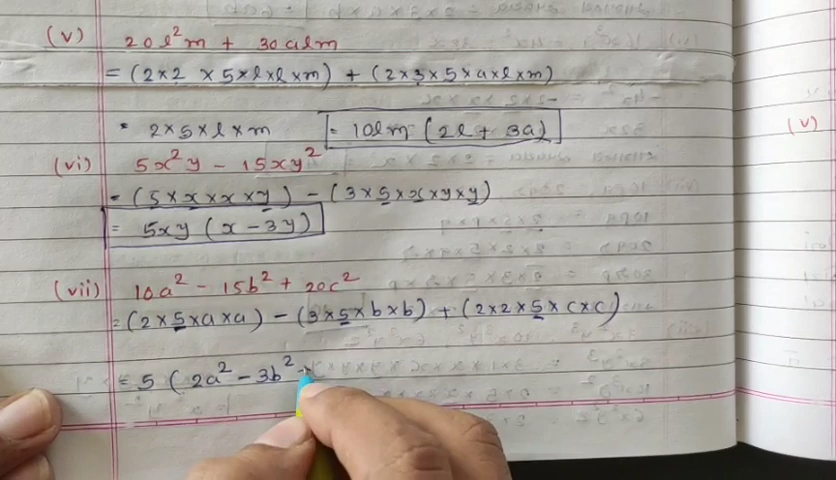 (v) 20l²m + 30alm
= (2×2 ×5×l×l×m) + (2×3×5×a×l×m)
= 2×5×l×m = 10lm (2l + 3a)
(v)
(vi) 5x²y - 15xy²
= (5×x×x×y) - (3×5×x×y×y)
= 5xy (x - 3y)
(vii) 10a² - 15b² + 20c²
= (2×5×a×a) - (3×5×b×b) + (2×2×5×c×c)
= 5 (2a² - 3b²